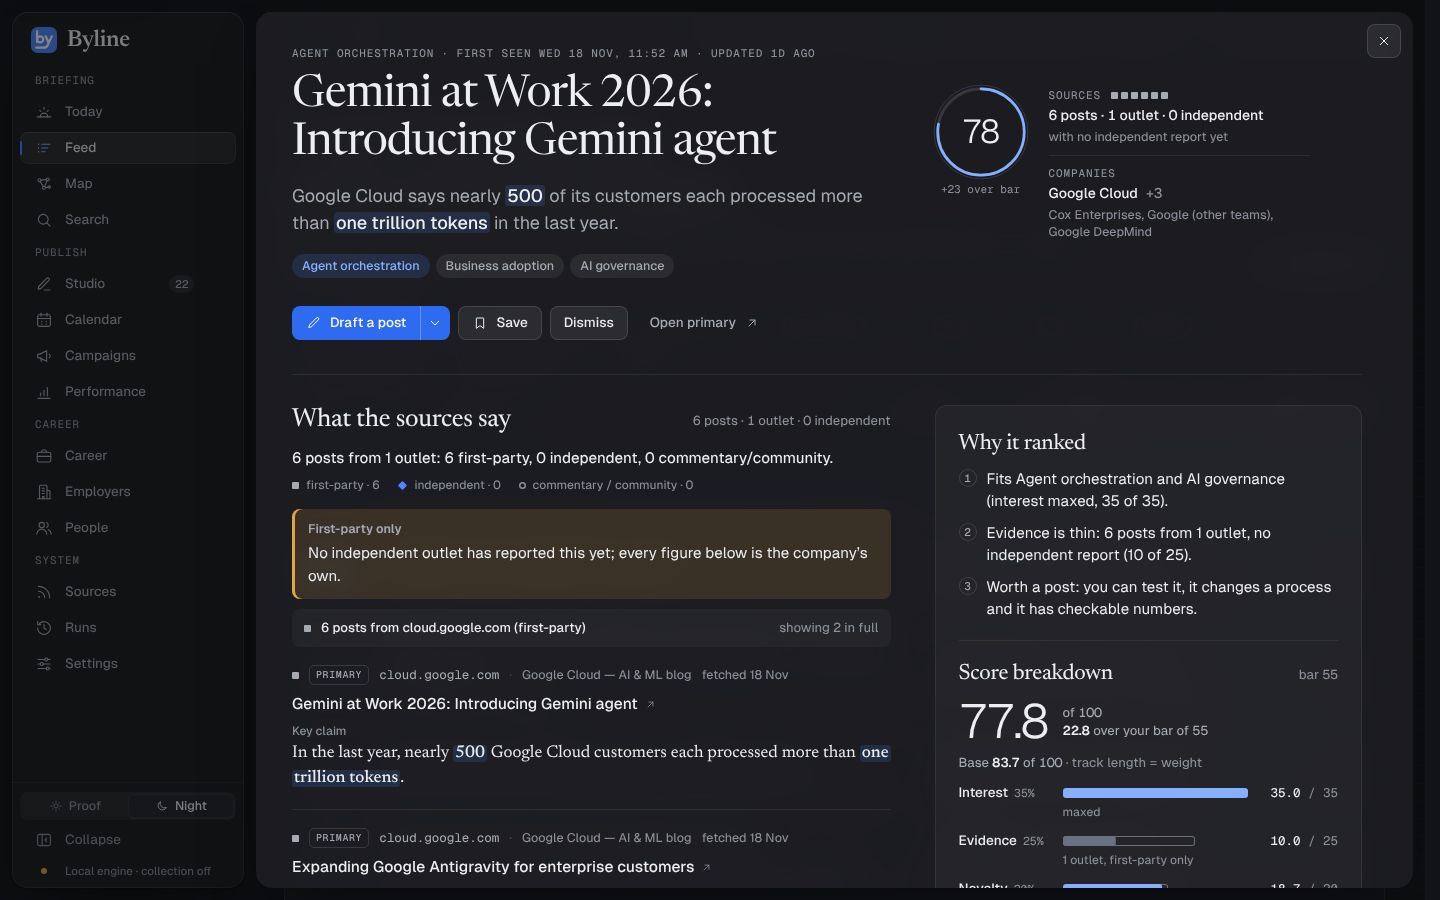 by Byline
BRIEFING
Today
Feed
Map
Search
PUBLISH
Studio 22
Calendar
Campaigns
Performance
CAREER
Career
Employers
People
SYSTEM
Sources
Runs
Settings
Proof Night
Collapse
Local engine · collection off
AGENT ORCHESTRATION · FIRST SEEN WED 18 NOV, 11:52 AM · UPDATED 1D AGO
Gemini at Work 2026:
Introducing Gemini agent
Google Cloud says nearly 500 of its customers each processed more
than one trillion tokens in the last year.
Agent orchestration Business adoption AI governance
Draft a post Save Dismiss Open primary ↗
78
+23 over bar
SOURCES
6 posts · 1 outlet · 0 independent
with no independent report yet
COMPANIES
Google Cloud +3
Cox Enterprises, Google (other teams),
Google DeepMind
What the sources say 6 posts · 1 outlet · 0 independent
6 posts from 1 outlet: 6 first-party, 0 independent, 0 commentary/community.
first-party · 6 independent · 0 commentary / community · 0
First-party only
No independent outlet has reported this yet; every figure below is the company's
own.
6 posts from cloud.google.com (first-party) showing 2 in full
PRIMARY cloud.google.com · Google Cloud — AI & ML blog fetched 18 Nov
Gemini at Work 2026: Introducing Gemini agent ↗
Key claim
In the last year, nearly 500 Google Cloud customers each processed more than one
trillion tokens.
PRIMARY cloud.google.com · Google Cloud — AI & ML blog fetched 18 Nov
Expanding Google Antigravity for enterprise customers ↗
Why it ranked
1 Fits Agent orchestration and AI governance
(interest maxed, 35 of 35).
2 Evidence is thin: 6 posts from 1 outlet, no
independent report (10 of 25).
3 Worth a post: you can test it, it changes a process
and it has checkable numbers.
Score breakdown bar 55
77.8 of 100
22.8 over your bar of 55
Base 83.7 of 100 · track length = weight
Interest 35% 35.0 / 35
maxed
Evidence 25% 10.0 / 25
1 outlet, first-party only
Novelty 20% 18.7 / 20